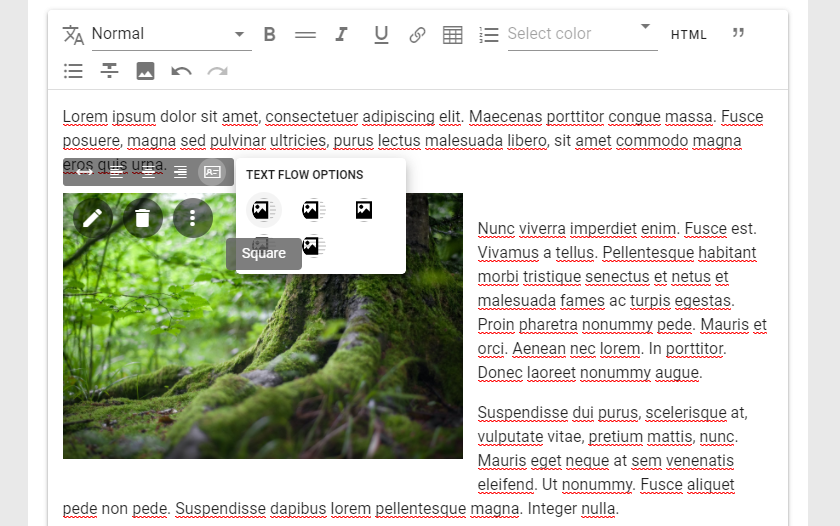 Normal
Select color
HTML
Lorem ipsum dolor sit amet, consectetuer adipiscing elit. Maecenas porttitor congue massa. Fusce
posuere, magna sed pulvinar ultricies, purus lectus malesuada libero, sit amet commodo magna
eros quis urna.
TEXT FLOW OPTIONS
Square
Nunc viverra imperdiet enim. Fusce est.
Vivamus a tellus. Pellentesque habitant
morbi tristique senectus et netus et
malesuada fames ac turpis egestas.
Proin pharetra nonummy pede. Mauris et
orci. Aenean nec lorem. In porttitor.
Donec laoreet nonummy augue.
Suspendisse dui purus, scelerisque at,
vulputate vitae, pretium mattis, nunc.
Mauris eget neque at sem venenatis
eleifend. Ut nonummy. Fusce aliquet
pede non pede. Suspendisse dapibus lorem pellentesque magna. Integer nulla.